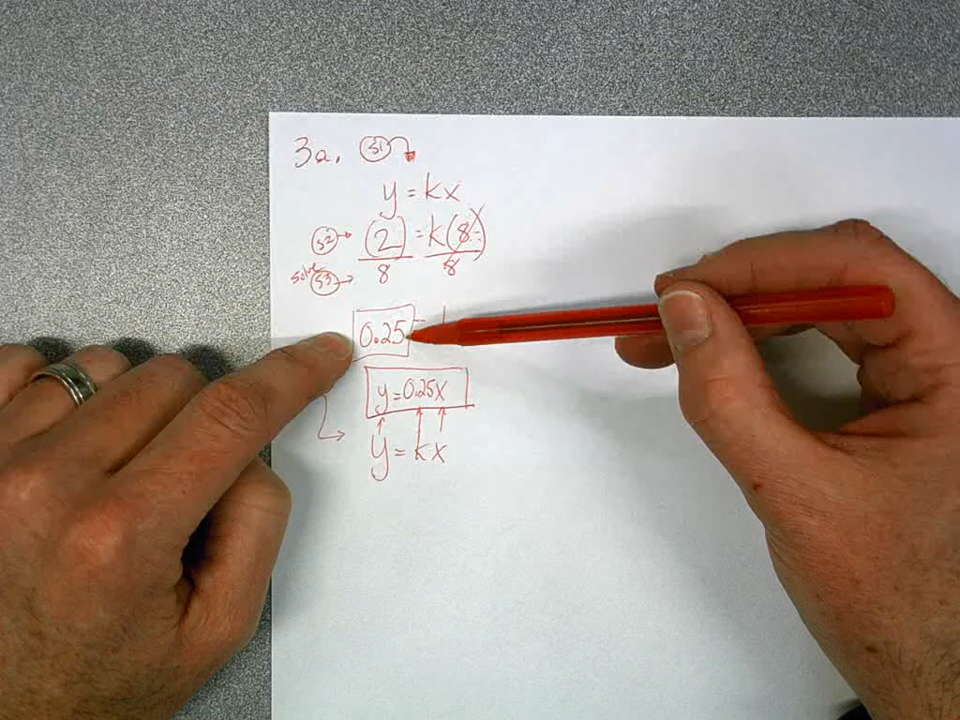 3a. S1
y = kx
S2 (2) = k(8)
8 8
solve S3
0.25 =
y=0.25x
y = kx